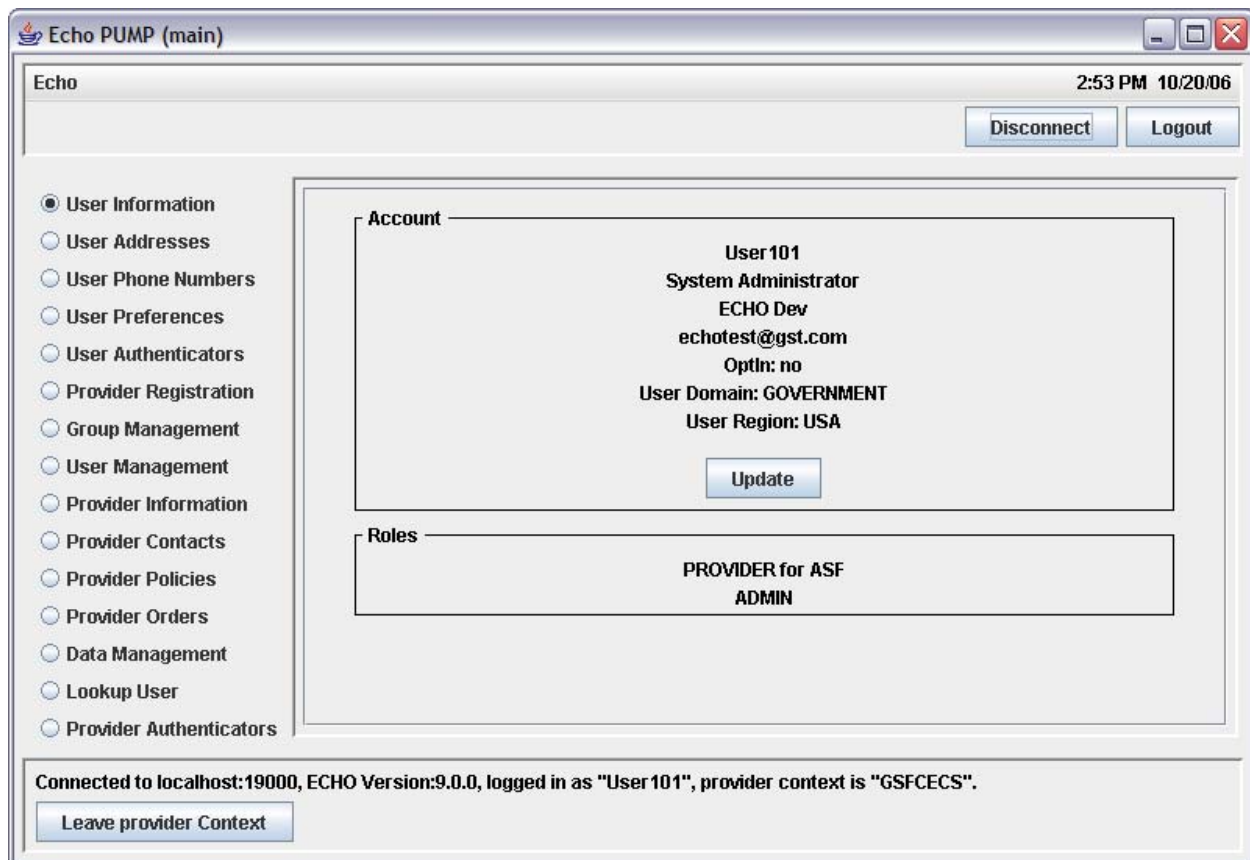 Echo PUMP (main)
Echo
2:53 PM 10/20/06
Disconnect
Logout
User Information
User Addresses
User Phone Numbers
User Preferences
User Authenticators
Provider Registration
Group Management
User Management
Provider Information
Provider Contacts
Provider Policies
Provider Orders
Data Management
Lookup User
Provider Authenticators
Account
User101
System Administrator
ECHO Dev
echotest@gst.com
OptIn: no
User Domain: GOVERNMENT
User Region: USA
Update
Roles
PROVIDER for ASF
ADMIN
Connected to localhost:19000, ECHO Version:9.0.0, logged in as "User101", provider context is "GSFCECS".
Leave provider Context